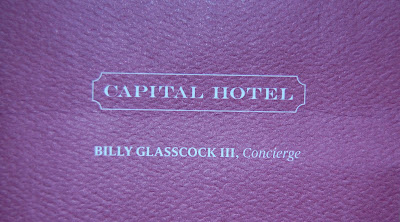 CAPITAL HOTEL
BILLY GLASSCOCK III, Concierge